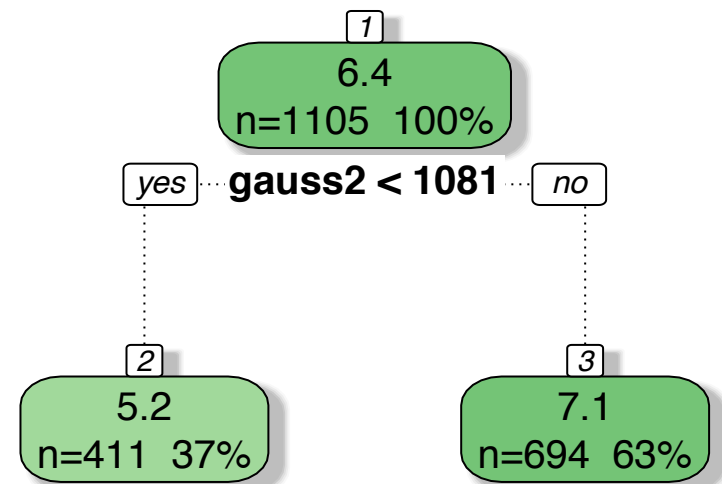 1
6.4
n=1105 100%
yes gauss2 < 1081 no
2
5.2
n=411 37%
3
7.1
n=694 63%